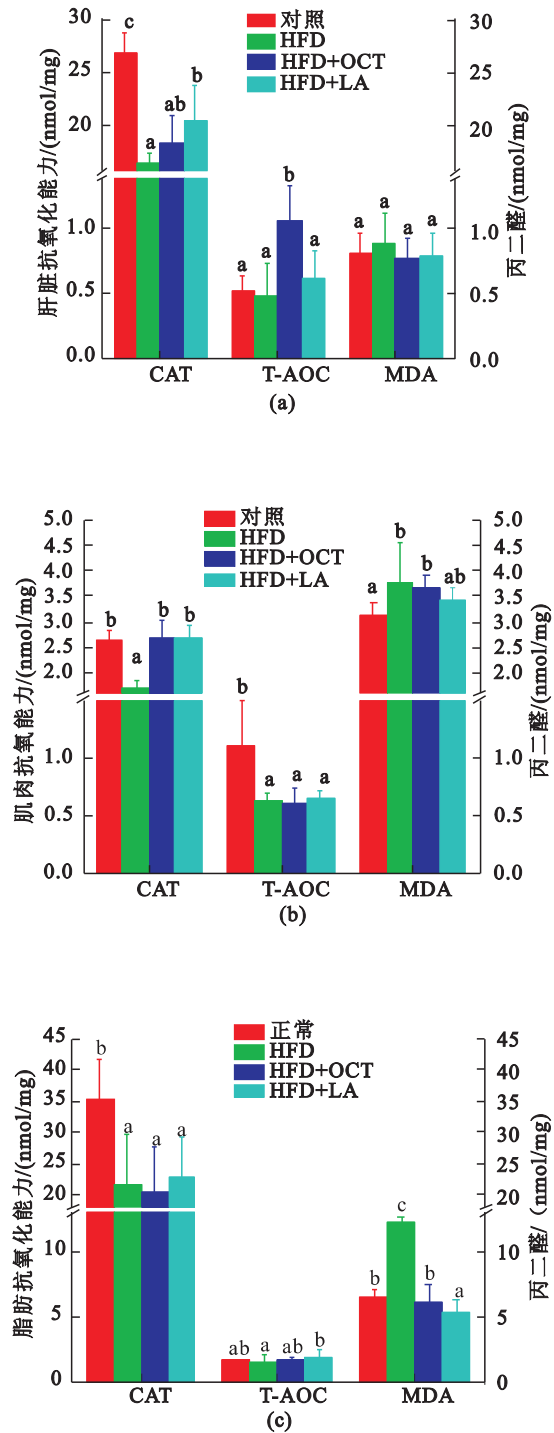 对照
HFD
HFD+OCT
HFD+LA
肝脏抗氧化能力/(nmol/mg)
丙二醛/(nmol/mg)
30
20
1.0
0.5
0.0
30
20
1.0
0.5
0.0
c
a
ab
b
a
a
b
a
a
a
a
a
CAT
T-AOC
MDA
(a)
对照
HFD
HFD+OCT
HFD+LA
肌肉抗氧能力/(nmol/mg)
丙二醛/(nmol/mg)
5.0
4.5
4.0
3.5
3.0
2.5
2.0
1.0
0.5
0.0
5.0
4.5
4.0
3.5
3.0
2.5
2.0
1.0
0.5
0.0
b
a
b
b
b
a
a
a
a
b
b
ab
CAT
T-AOC
MDA
(b)
正常
HFD
HFD+OCT
HFD+LA
脂肪抗氧化能力/(nmol/mg)
丙二醛/（nmol/mg)
45
40
35
30
25
20
10
5
0
45
40
35
30
25
20
10
5
0
b
a
a
a
ab
a
ab
b
b
c
b
a
CAT
T-AOC
MDA
(c)